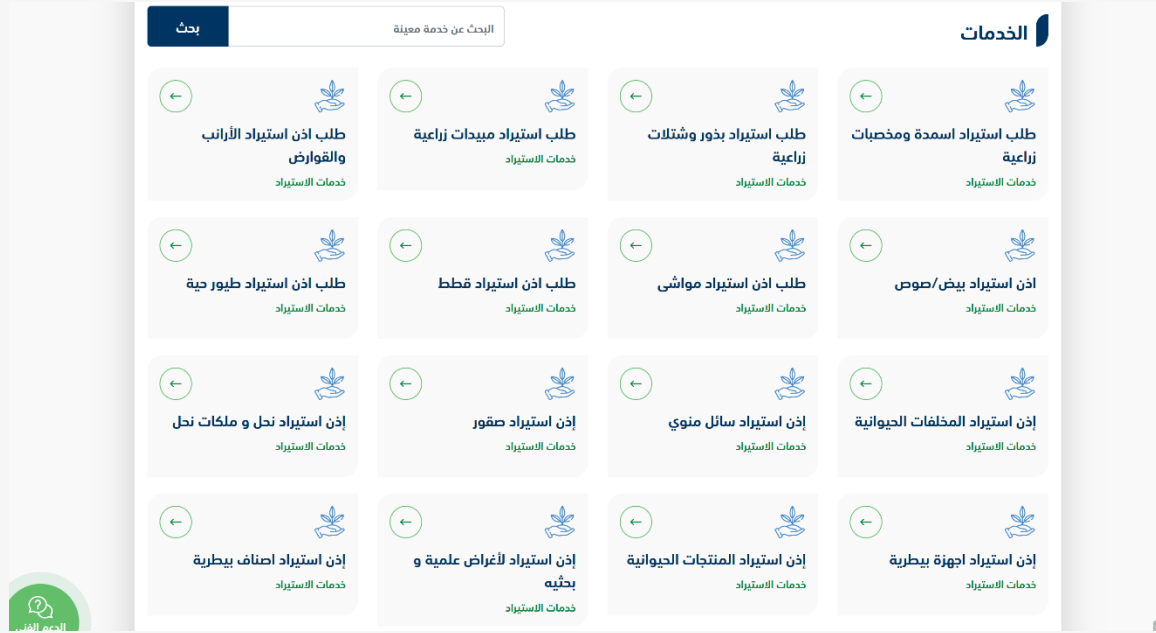 الخدمات
البحث عن خدمة معينة
بحث
طلب استيراد اسمدة ومخصبات
زراعية
خدمات الاستيراد
طلب استيراد بذور وشتلات
زراعية
خدمات الاستيراد
طلب استيراد مبيدات زراعية
خدمات الاستيراد
طلب اذن استيراد الأرانب
والقوارض
خدمات الاستيراد
اذن استيراد بيض/صوص
خدمات الاستيراد
طلب اذن استيراد مواشى
خدمات الاستيراد
طلب اذن استيراد قطط
خدمات الاستيراد
طلب اذن استيراد طيور حية
خدمات الاستيراد
إذن استيراد المخلفات الحيوانية
خدمات الاستيراد
إذن استيراد سائل منوي
خدمات الاستيراد
إذن استيراد صقور
خدمات الاستيراد
إذن استيراد نحل و ملكات نحل
خدمات الاستيراد
إذن استيراد اجهزة بيطرية
خدمات الاستيراد
إذن استيراد المنتجات الحيوانية
خدمات الاستيراد
إذن استيراد لأغراض علمية و
بحثيه
خدمات الاستيراد
إذن استيراد اصناف بيطرية
خدمات الاستيراد
الدعم الفني